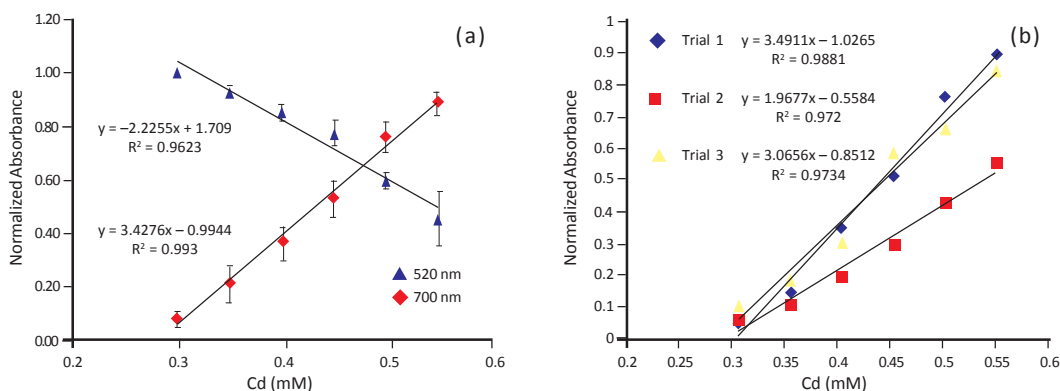 1.20
1.00
0.80
0.60
0.40
0.20
0.00
Normalized Absorbance
(a)
y = –2.2255x + 1.709
R² = 0.9623
y = 3.4276x – 0.9944
R² = 0.993
520 nm
700 nm
0.2 0.3 0.4 0.5 0.6
Cd (mM)
1
0.9
0.8
0.7
0.6
0.5
0.4
0.3
0.2
0.1
0
Normalized Absorbance
(b)
Trial 1 y = 3.4911x – 1.0265
R² = 0.9881
Trial 2 y = 1.9677x – 0.5584
R² = 0.972
Trial 3 y = 3.0656x – 0.8512
R² = 0.9734
0.2 0.25 0.3 0.35 0.4 0.45 0.5 0.55 0.6
Cd (mM)